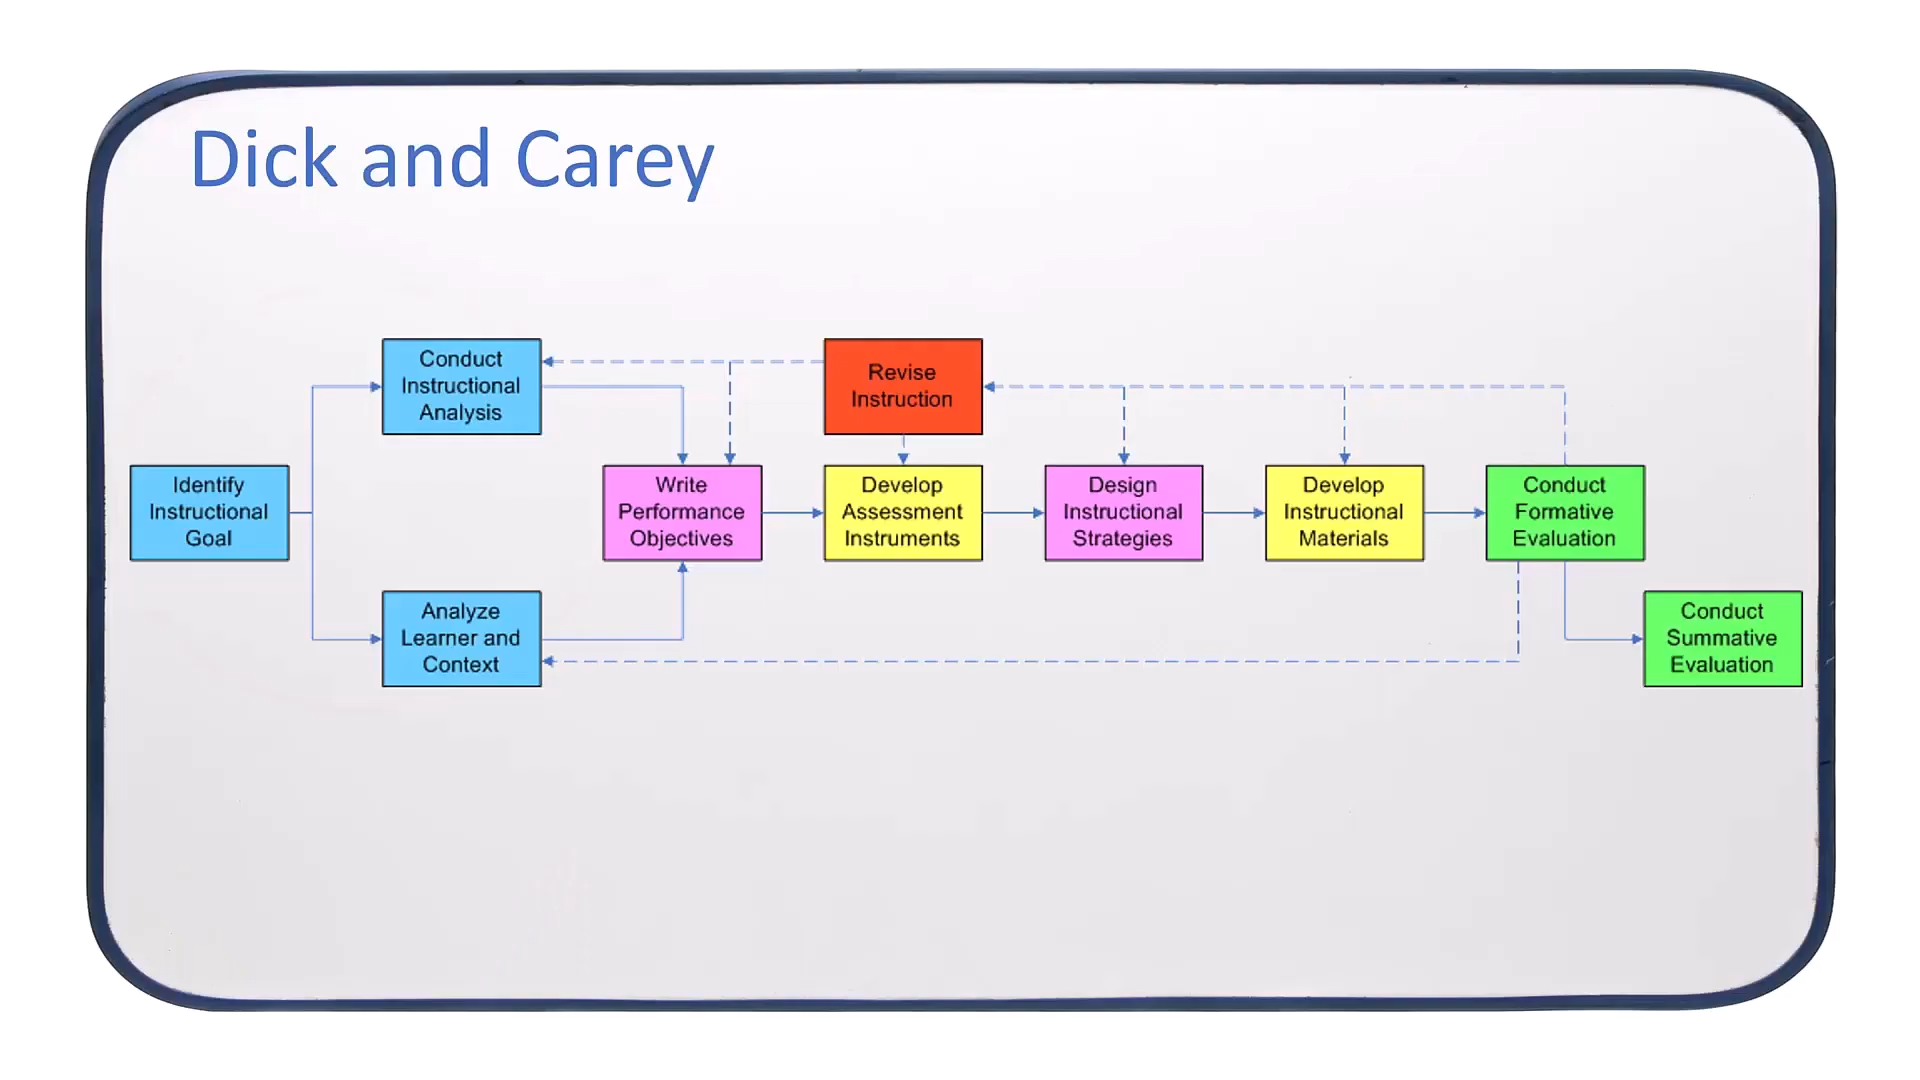 Dick and Carey
Conduct
Instructional
Analysis
Revise
Instruction
Identify
Instructional
Goal
Write
Performance
Objectives
Develop
Assessment
Instruments
Design
Instructional
Strategies
Develop
Instructional
Materials
Conduct
Formative
Evaluation
Analyze
Learner and
Context
Conduct
Summative
Evaluation